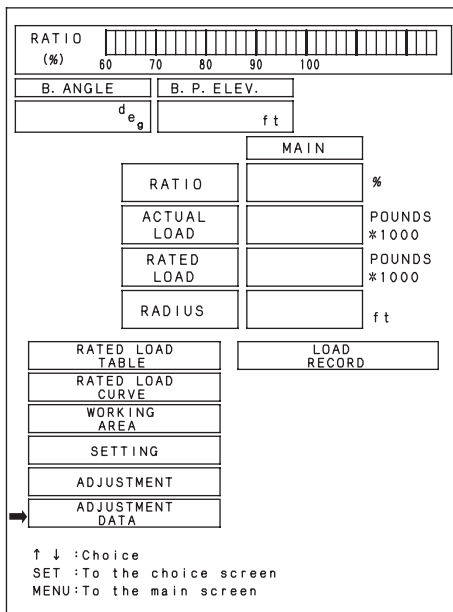 RATIO
(%)
60 70 80 90 100
B. ANGLE B. P. ELEV.
deg ft
MAIN
RATIO %
ACTUAL POUNDS
LOAD *1000
RATED POUNDS
LOAD *1000
RADIUS ft
RATED LOAD LOAD
TABLE RECORD
RATED LOAD
CURVE
WORKING
AREA
SETTING
ADJUSTMENT
ADJUSTMENT
DATA
↑ ↓ :Choice
SET :To the choice screen
MENU:To the main screen